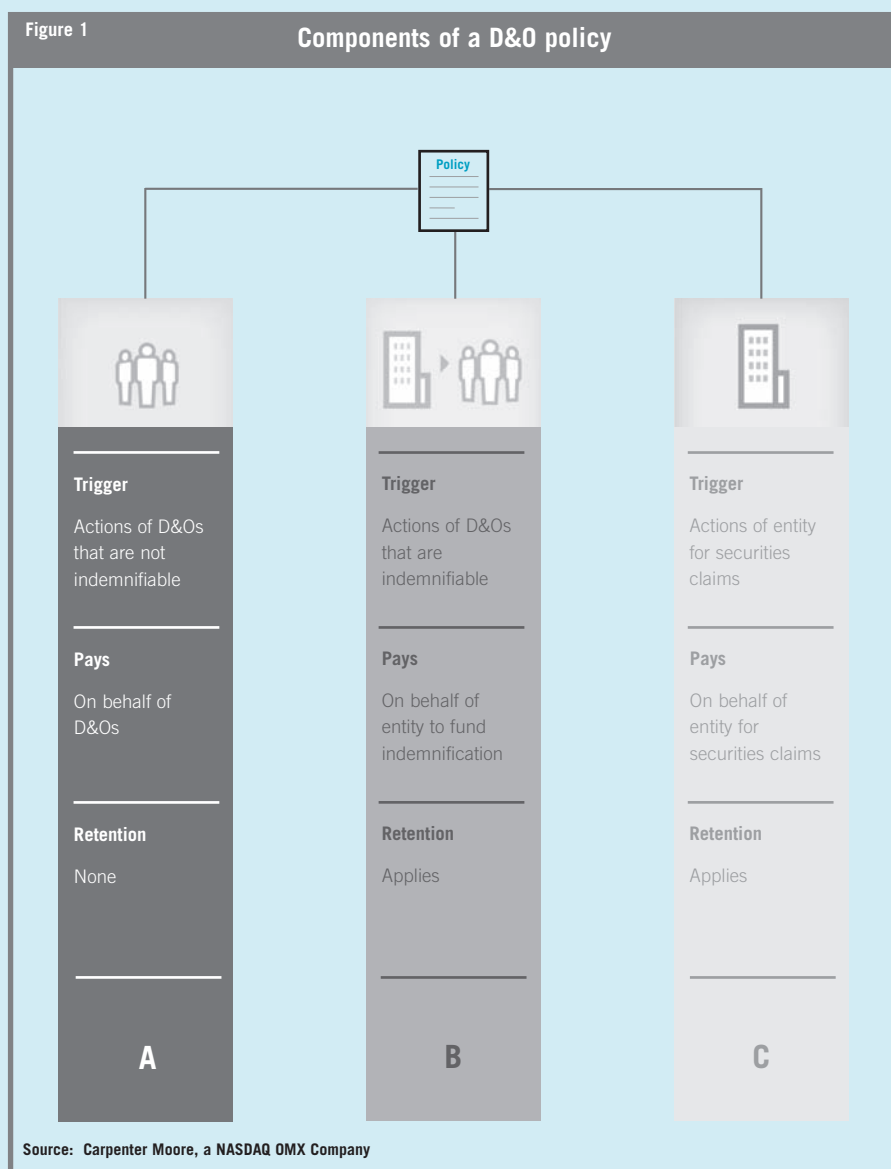 Figure 1
Components of a D&O policy
Policy
Trigger
Actions of D&Os
that are not
indemnifiable
Pays
On behalf of
D&Os
Retention
None
A
Trigger
Actions of D&Os
that are
indemnifiable
Pays
On behalf of
entity to fund
indemnification
Retention
Applies
B
Trigger
Actions of entity
for securities
claims
Pays
On behalf of
entity for
securities claims
Retention
Applies
C
Source: Carpenter Moore, a NASDAQ OMX Company